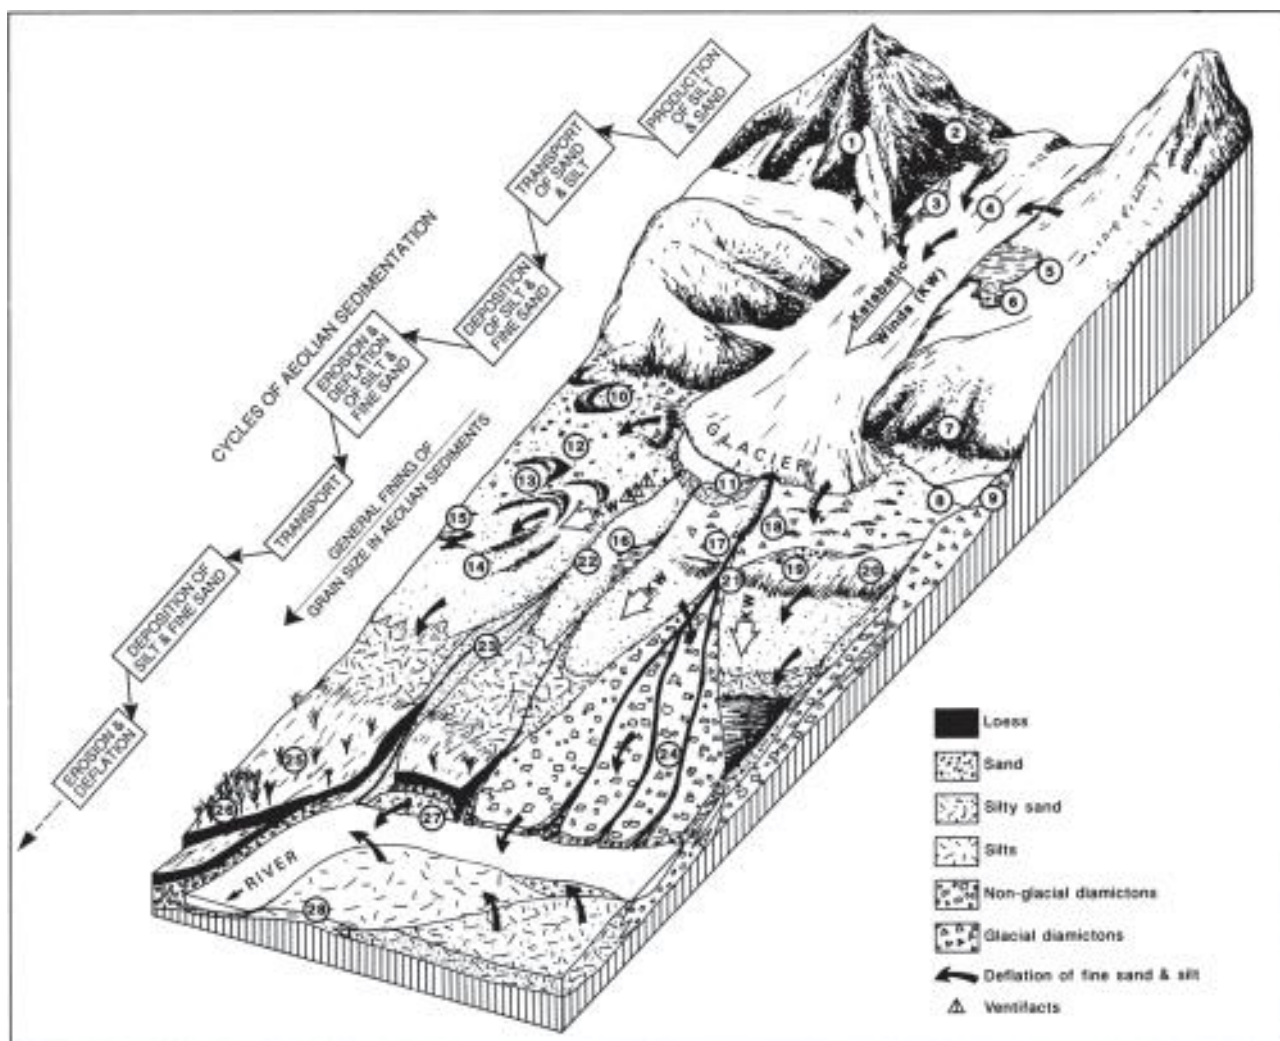 PRODUCTION
OF SILT
& SAND
TRANSPORT
OF SAND
& SILT
DEPOSITION
OF SILT &
FINE SAND
EROSION &
DEFLATION
OF SILT &
FINE SAND
TRANSPORT
DEPOSITION OF
SILT & FINE SAND
EROSION &
DEFLATION
CYCLES OF AEOLIAN SEDIMENTATION
GENERAL FINING OF
GRAIN SIZE IN AEOLIAN SEDIMENTS
1
2
3
4
5
6
Katabatic
Winds (KW)
7
GLACIER
8
9
10
11
12
13
KW
14
15
16
17
18
19
20
21
22
KW
KW
23
24
25
26
27
RIVER
28
Loess
Sand
Silty sand
Silts
Non-glacial diamictons
Glacial diamictons
Deflation of fine sand & silt
Ventifacts